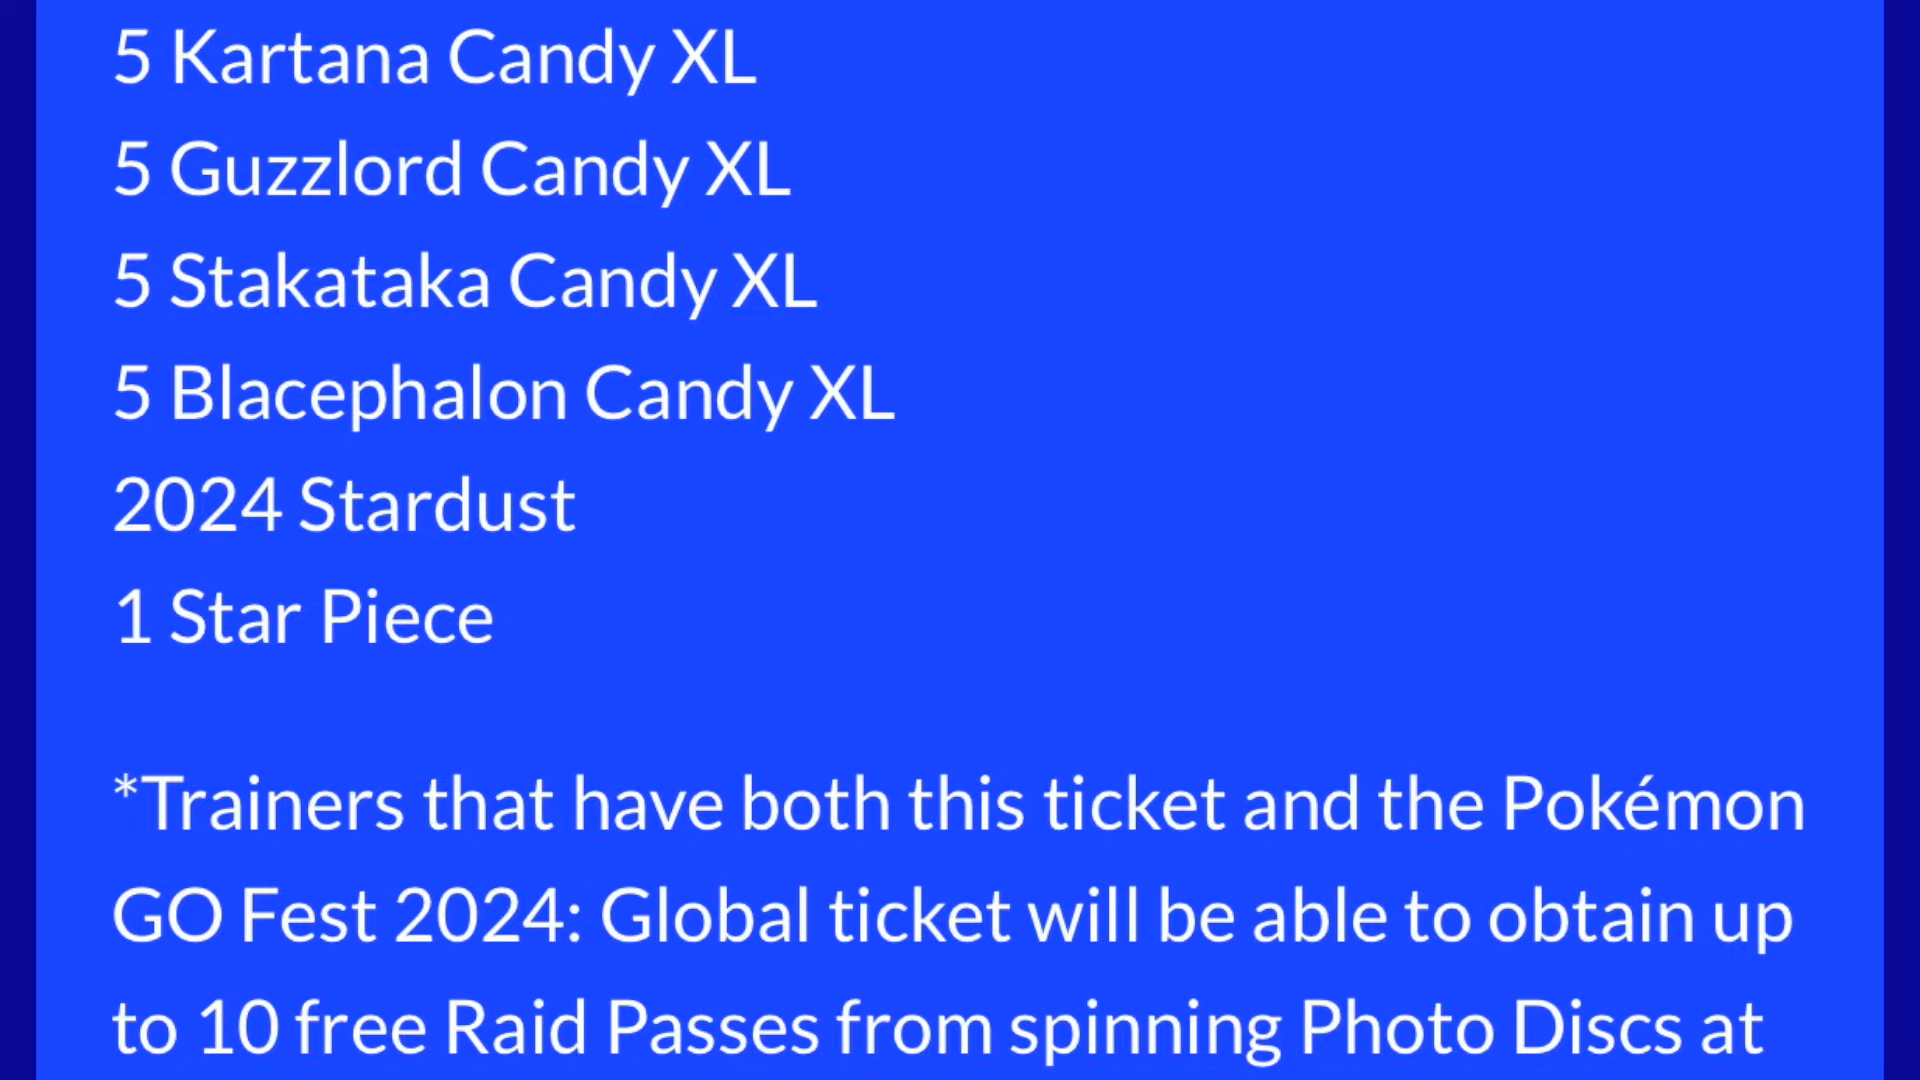 5 Kartana Candy XL
5 Guzzlord Candy XL
5 Stakataka Candy XL
5 Blacephalon Candy XL
2024 Stardust
1 Star Piece
*Trainers that have both this ticket and the Pokémon
GO Fest 2024: Global ticket will be able to obtain up
to 10 free Raid Passes from spinning Photo Discs at